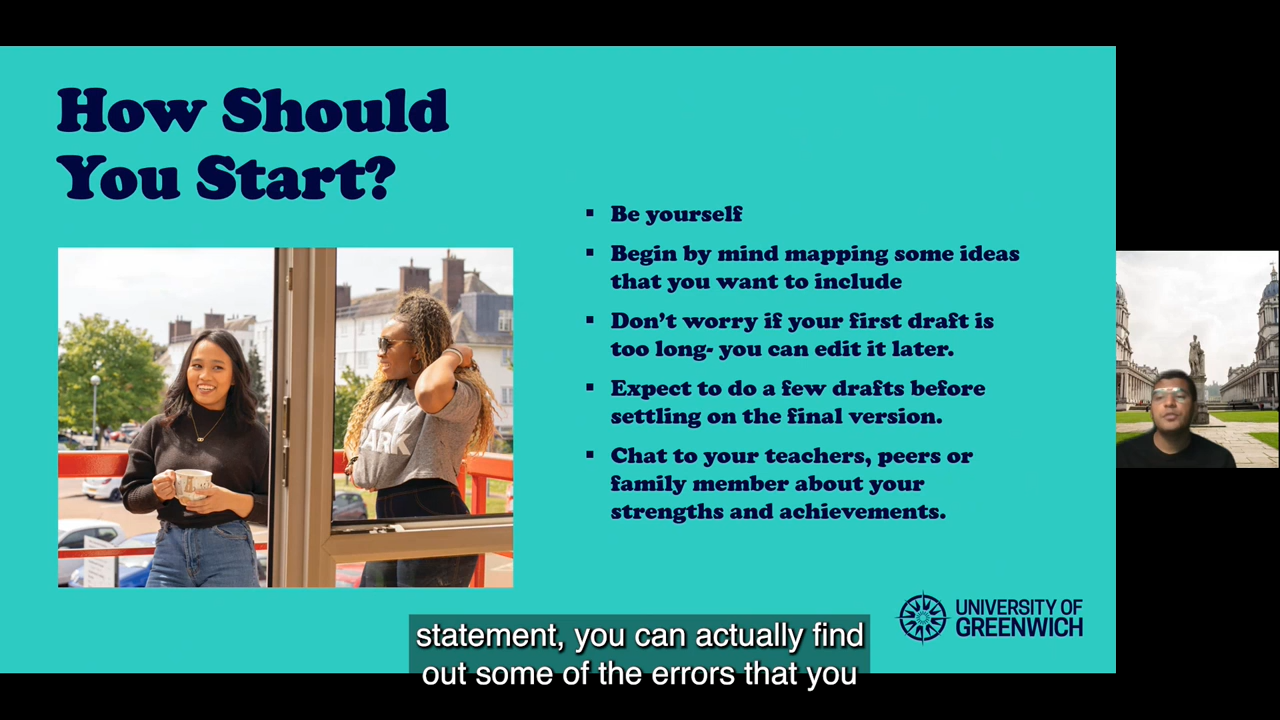 How Should
You Start?
▪ Be yourself
▪ Begin by mind mapping some ideas
that you want to include
▪ Don't worry if your first draft is
too long- you can edit it later.
▪ Expect to do a few drafts before
settling on the final version.
▪ Chat to your teachers, peers or
family member about your
strengths and achievements.
ARK
UNIVERSITY OF
GREENWICH
statement, you can actually find
out some of the errors that you